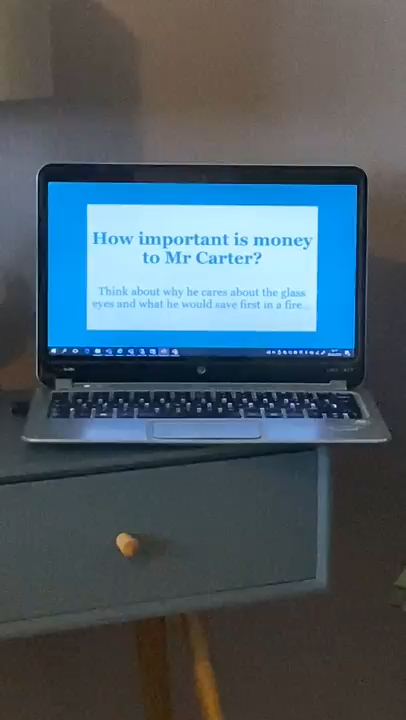 How important is money
to Mr Carter?
Think about why he cares about the glass
eyes and what he would save first in a fire...
hp